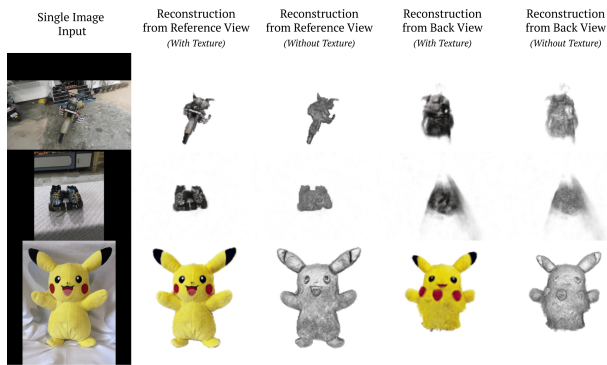 Single Image
Input
Reconstruction
from Reference View
(With Texture)
Reconstruction
from Reference View
(Without Texture)
Reconstruction
from Back View
(With Texture)
Reconstruction
from Back View
(Without Texture)